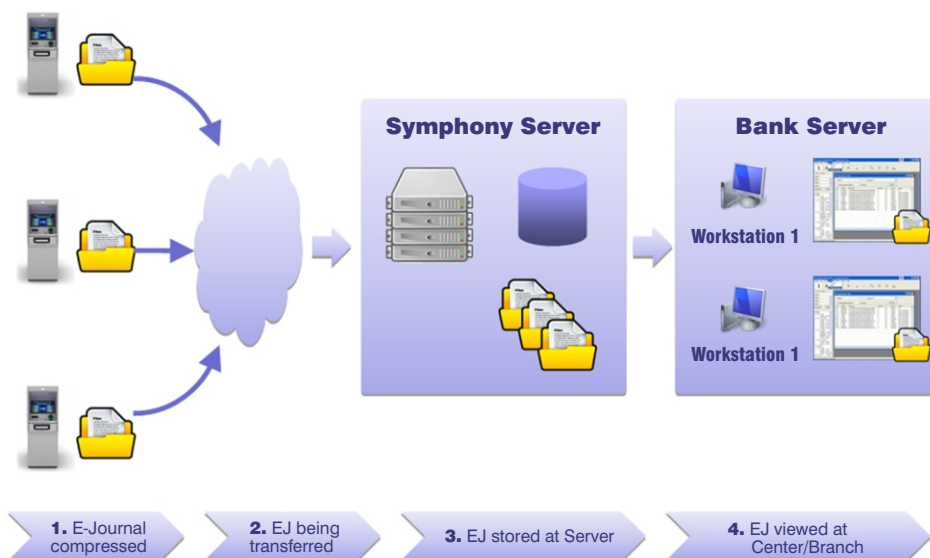 Symphony Server
Bank Server
Workstation 1
Workstation 1
1. E-Journal
compressed
2. EJ being
transferred
3. EJ stored at Server
4. EJ viewed at
Center/Branch